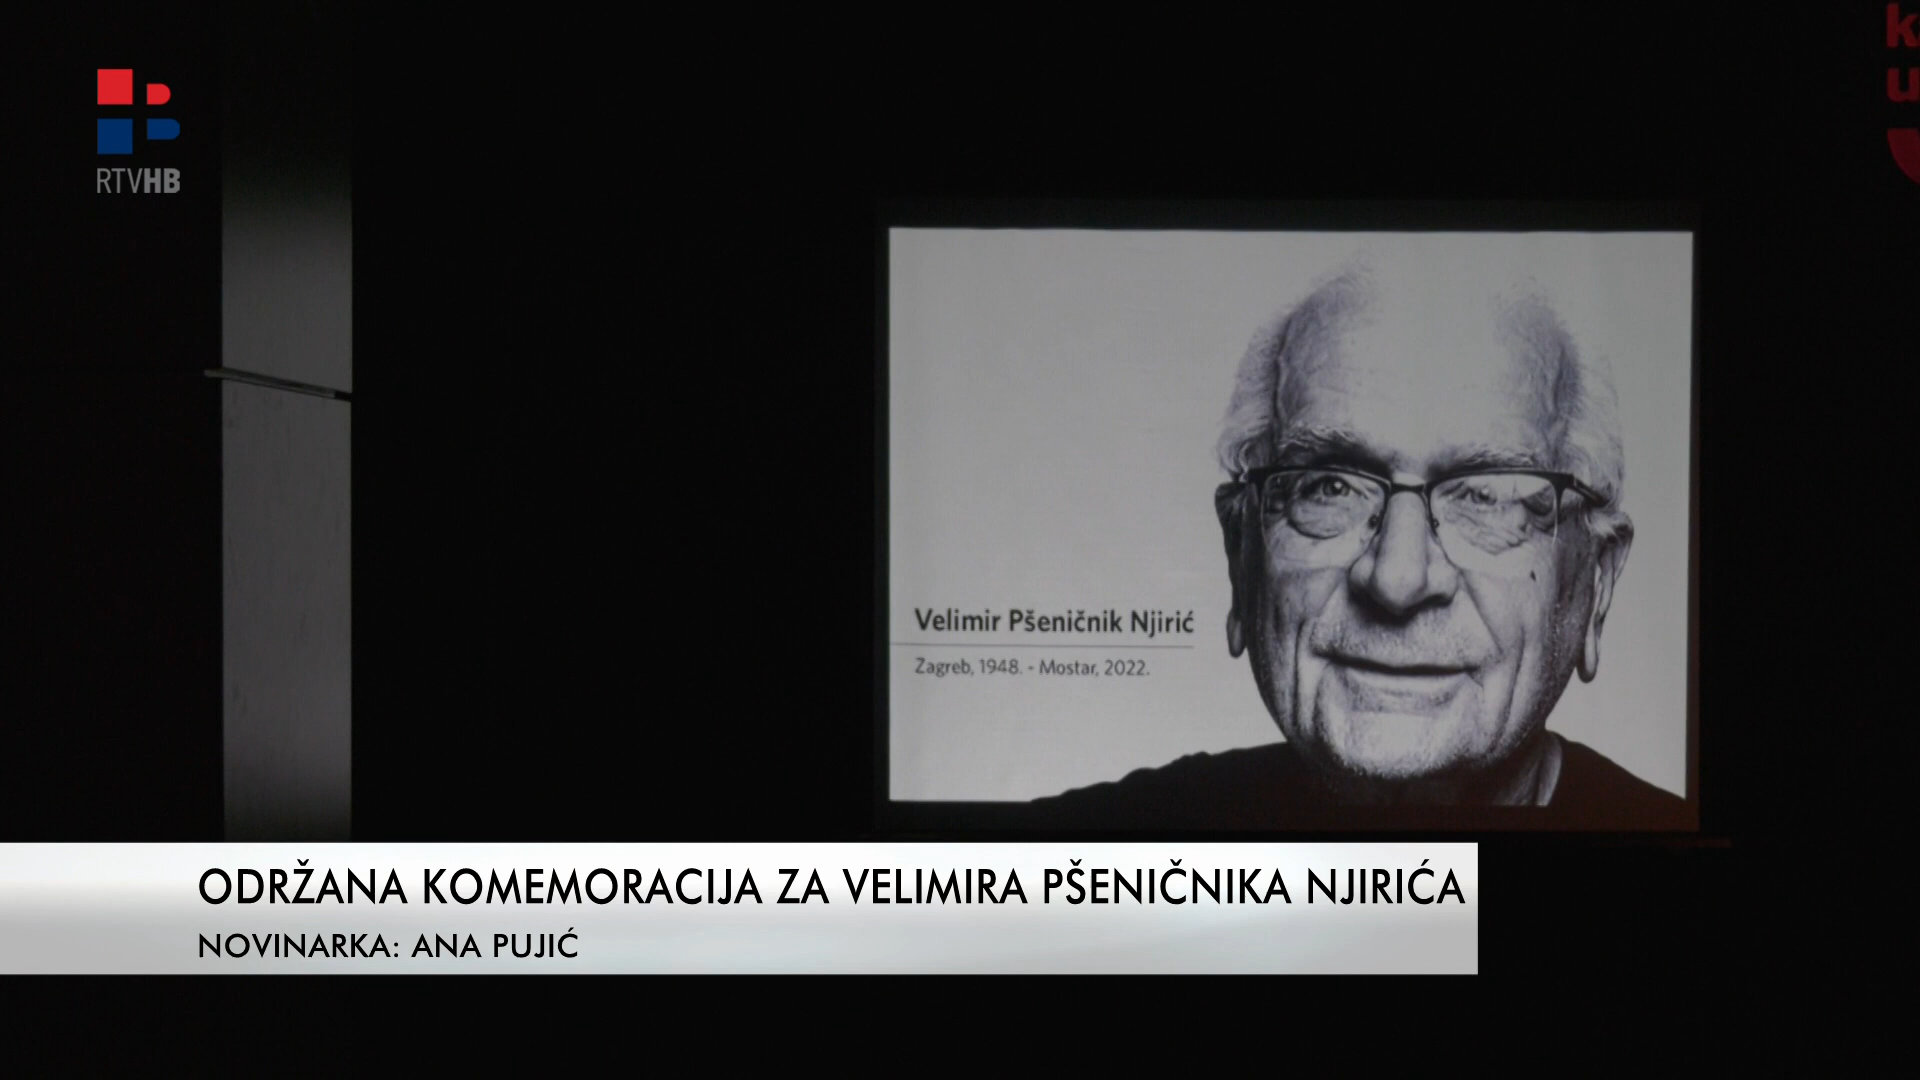 RTVHB
Velimir Pšeničnik Njirić
Zagreb, 1948. - Mostar, 2022.
ODRŽANA KOMEMORACIJA ZA VELIMIRA PŠENIČNIKA NJIRIĆA
NOVINARKA: ANA PUJIĆ